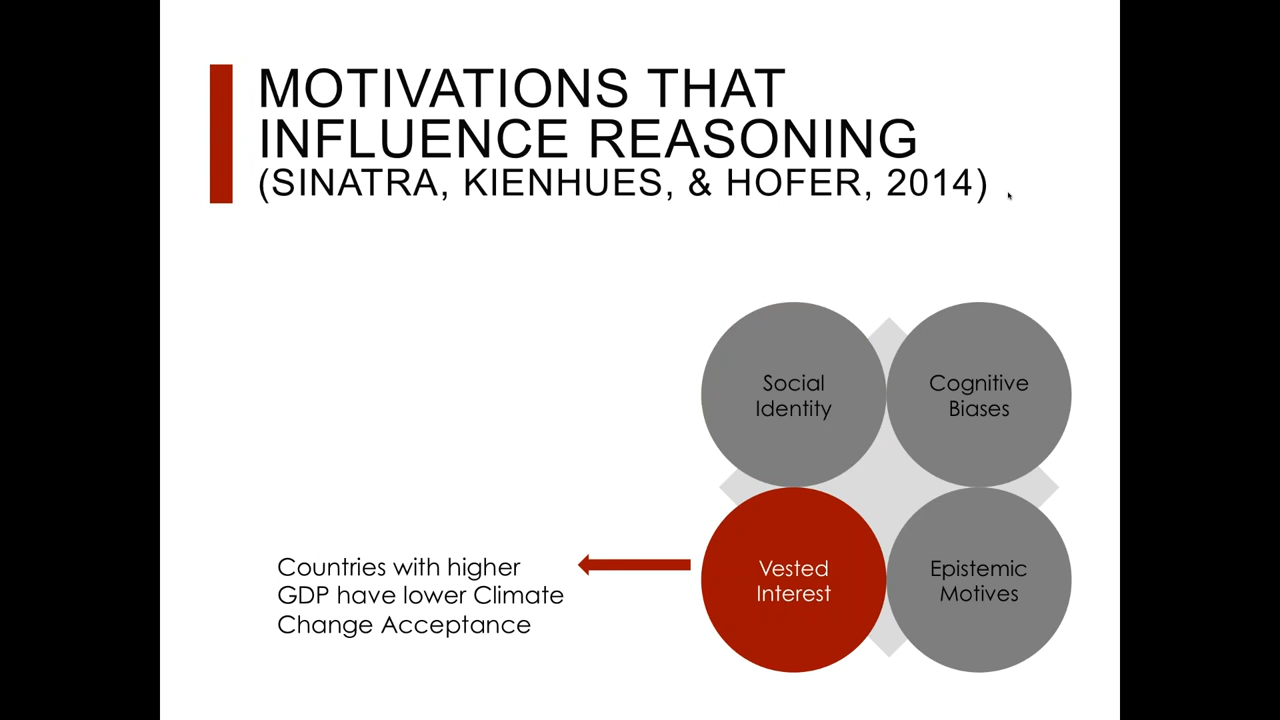 MOTIVATIONS THAT
INFLUENCE REASONING
(SINATRA, KIENHUES, & HOFER, 2014)
Social
Identity
Cognitive
Biases
Countries with higher
GDP have lower Climate
Change Acceptance
Vested
Interest
Epistemic
Motives